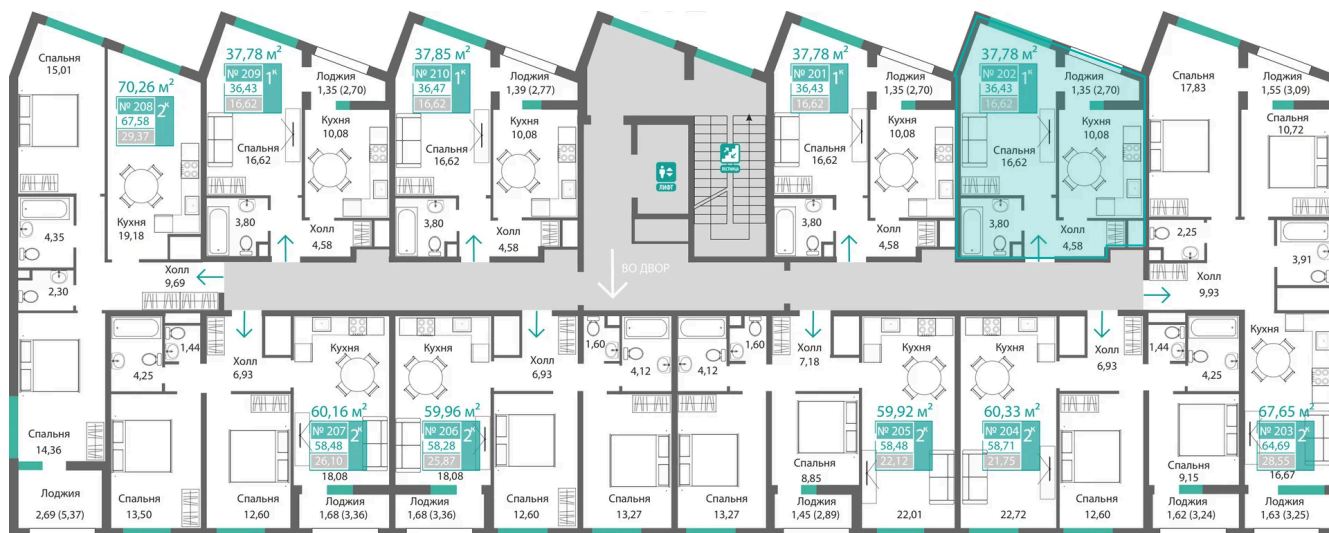 Спальня
15,01
70,26 м²
№ 208
67,58
29,37
2К
Кухня
19,18
4,35
2,30
Холл
9,69
Спальня
14,36
Лоджия
2,69 (5,37)
37,78 м²
№ 209
36,43
16,62
1К
Лоджия
1,35 (2,70)
Кухня
10,08
Спальня
16,62
3,80
Холл
4,58
37,85 м²
№ 210
36,47
16,62
1К
Лоджия
1,39 (2,77)
Кухня
10,08
Спальня
16,62
3,80
Холл
4,58
ЛИФТ
ВО ДВОР
37,78 м²
№ 201
36,43
16,62
1К
Лоджия
1,35 (2,70)
Кухня
10,08
Спальня
16,62
3,80
Холл
4,58
37,78 м²
№ 202
36,43
16,62
1К
Лоджия
1,35 (2,70)
Кухня
10,08
Спальня
16,62
3,80
Холл
4,58
Спальня
17,83
Лоджия
1,55 (3,09)
Спальня
10,72
2,25
3,91
Холл
9,93
Кухня
67,65 м²
№ 203
64,69
28,55
2К
16,67
Лоджия
1,63 (3,25)
1,44
4,25
Холл
6,93
Кухня
60,16 м²
№ 207
58,48
26,10
2К
18,08
Спальня
13,50
Спальня
12,60
Лоджия
1,68 (3,36)
Кухня
Холл
6,93
59,96 м²
№ 206
58,28
25,87
2К
18,08
Лоджия
1,68 (3,36)
Спальня
12,60
1,60
4,12
Спальня
13,27
4,12
1,60
Спальня
13,27
Холл
7,18
Спальня
8,85
Лоджия
1,45 (2,89)
Кухня
59,92 м²
№ 205
58,48
22,12
2К
22,01
Кухня
60,33 м²
№ 204
58,71
21,75
2К
22,72
Холл
6,93
1,44
4,25
Спальня
12,60
Спальня
9,15
Лоджия
1,62 (3,24)